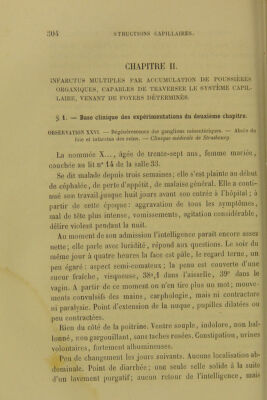 304 STRUCTIONS CAPILLAIRES.
CHAPITRE II.
INFARCTUS MULTIPLES PAR ACCUMULATION DE POUSSIÈRES
ORGANIQUES, CAPABLES DE TRAVERSER LE SYSTÈME CAPIL-
LAIRE, VENANT DE FOYERS DÉTERMINÉS.
§ 1. — Base clinique des expérimentations du deuxième chapitre.
OBSERVATION XXVI. — Dégénérescence des ganglions mésentériques. — Abcès du
foie et infarctus des reins. — Clinique médicale de Strasbourg.
La nommée X..., âgée de trente-sept ans, femme mariée,
couchée au lit n° 14 de la salle 33.
Se dit malade depuis trois semaines; elle s'est plainte au début
de céphalée, de perte d'appétit, de malaise général. Elle a conti-
nué son travail jusque huit jours avant son entrée à l'hôpital; à
partir de cette époque: aggravation de tous les symptômes,
mal de tête plus intense, vomissements, agitation considérable,
délire violent pendant la nuit.
Au moment de son admission l'intelligence paraît encore assez
nette; elle parle avec lucidité, répond aux questions. Le soir du
même jour à quatre heures la face est pâle, le regard terne, un
peu égaré; aspect semi-comateux; la peau est couverte d'une
sueur fraîche, visqueuse, 38°,4 dans l'aisselle, 39° dans le
vagin. A partir de ce moment on n'en tire plus un mot; mouve-
ments convulsifs des mains, carphologie, mais ni contracture
ni paralysie. Point d'extension de la nuque, pupilles dilatées ou
peu contractées.
Rien du côté de la poitrine. Ventre souple, indolore, non bal-
lonné, non gargouillant, sans taches rosées. Constipation, urines
volontaires, fortement albumineuses.
Peu de changement les jours suivants. Aucune localisation ab-
dominale. Point de diarrhée; une seule selle solide à la suite
d'un lavement purgatif; aucun retour de l'intelligence, mais